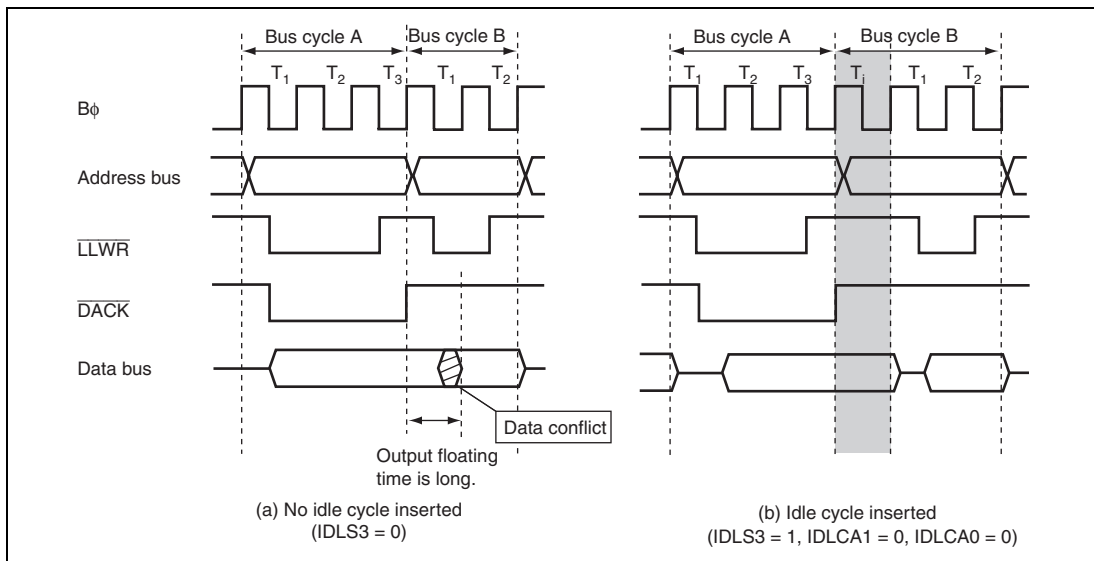 Bus cycle A Bus cycle B
T1 T2 T3 T1 T2
Bus cycle A Bus cycle B
T1 T2 T3 Ti T1 T2
Bφ
Address bus
LLWR
DACK
Data bus
Data conflict
Output floating
time is long.
(a) No idle cycle inserted
(IDLS3 = 0)
(b) Idle cycle inserted
(IDLS3 = 1, IDLCA1 = 0, IDLCA0 = 0)